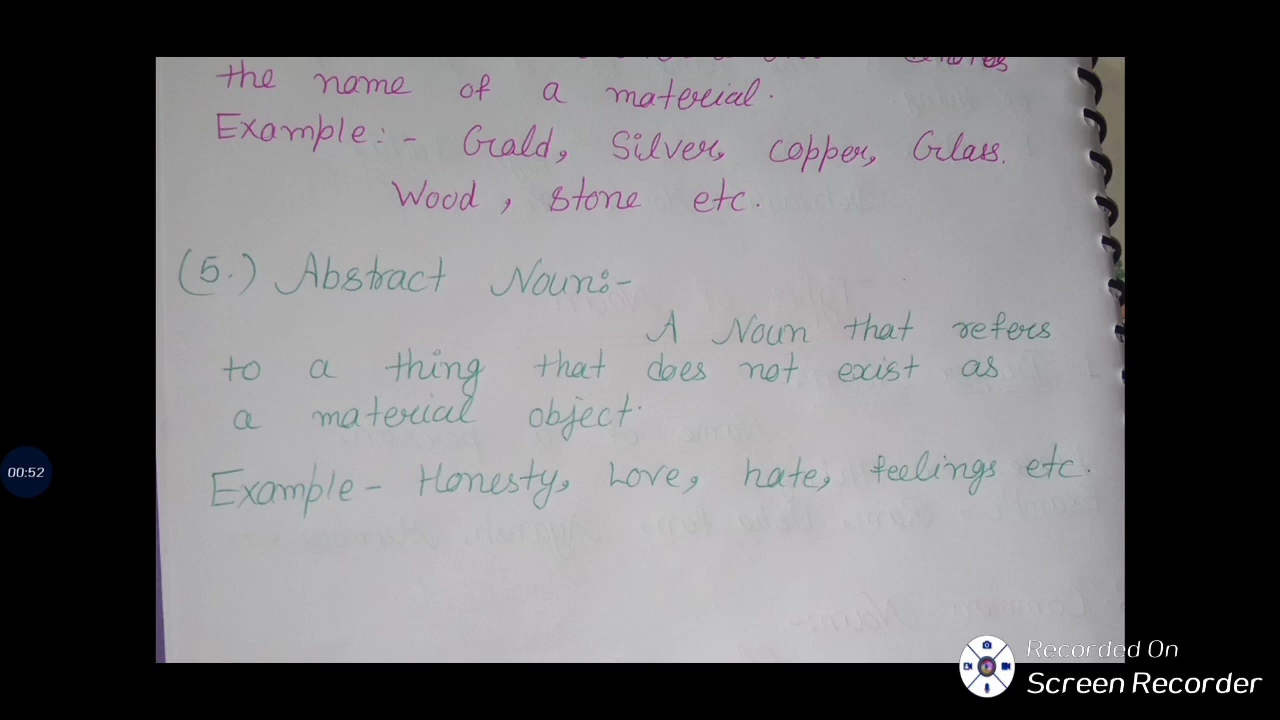 the name of a material.
Example:- Gald, Silver, copper, Glass.
Wood, stone etc.
(5.) Abstract Noun:-
A Noun that refers
to a thing that does not exist as
a material object.
Example - Honesty, Love, hate, feelings etc.
00:52
Recorded On
Screen Recorder